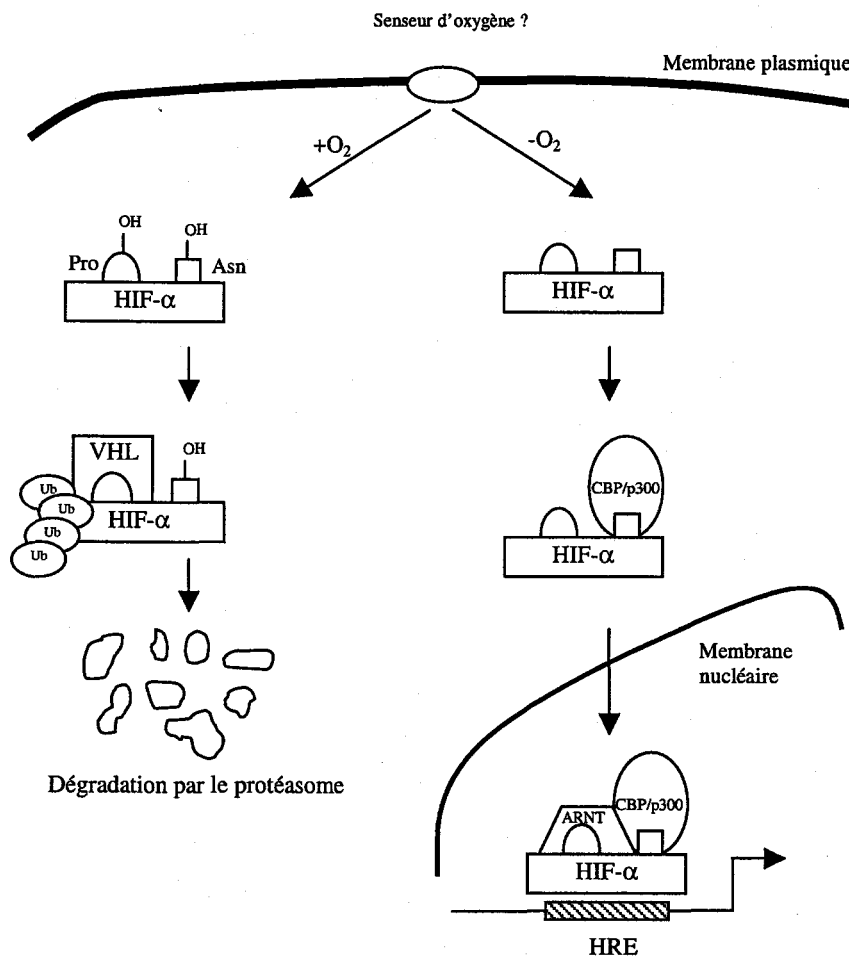 Senseur d'oxygène ?
Membrane plasmique
+O₂
-O₂
OH
OH
Pro
Asn
HIF-α
HIF-α
VHL
OH
Ub
Ub
Ub
Ub
HIF-α
CBP/p300
HIF-α
Membrane
nucléaire
Dégradation par le protéasome
ARNT
CBP/p300
HIF-α
HRE